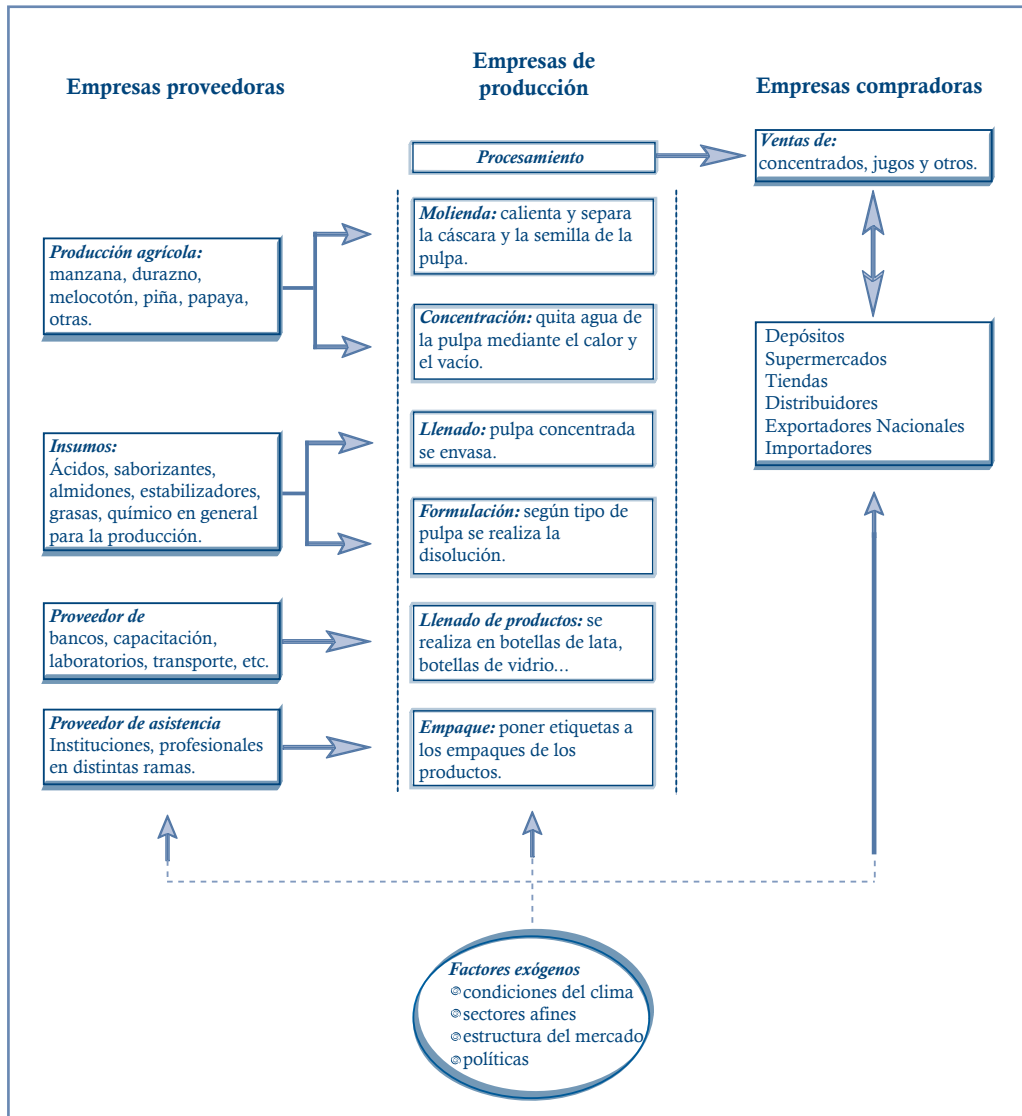 Empresas proveedoras
Empresas de
producción
Empresas compradoras
Procesamiento
Ventas de:
concentrados, jugos y otros.
Producción agrícola:
manzana, durazno,
melocotón, piña, papaya,
otras.
Insumos:
Ácidos, saborizantes,
almidones, estabilizadores,
grasas, químico en general
para la producción.
Proveedor de
bancos, capacitación,
laboratorios, transporte, etc.
Proveedor de asistencia
Instituciones, profesionales
en distintas ramas.
Molienda: calienta y separa
la cáscara y la semilla de la
pulpa.
Concentración: quita agua de
la pulpa mediante el calor y
el vacío.
Llenado: pulpa concentrada
se envasa.
Formulación: según tipo de
pulpa se realiza la
disolución.
Llenado de productos: se
realiza en botellas de lata,
botellas de vidrio...
Empaque: poner etiquetas a
los empaques de los
productos.
Depósitos
Supermercados
Tiendas
Distribuidores
Exportadores Nacionales
Importadores
Factores exógenos
condiciones del clima
sectores afines
estructura del mercado
políticas